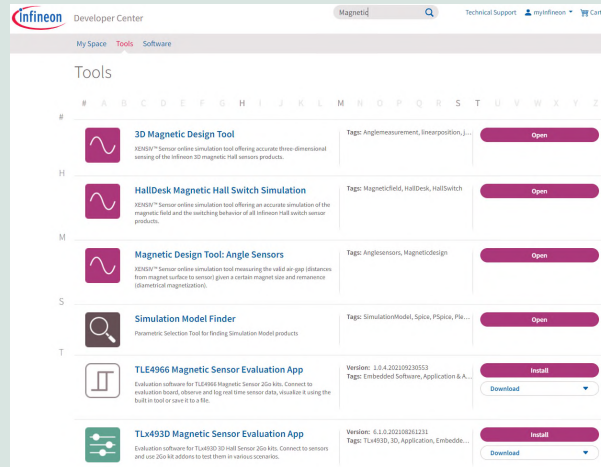 infineon Developer Center
Magnetic
Technical Support myInfineon Cart
My Space Tools Software
Tools
# A B C D E F G H I J K L M N O P Q R S T U V W X Y Z
#
3D Magnetic Design Tool
XENSIV™ Sensor online simulation tool offering accurate three-dimensional
sensing of the Infineon 3D magnetic Hall sensors products.
Tags: Anglemeasurement, linearposition, j...
Open
H
HallDesk Magnetic Hall Switch Simulation
XENSIV™ Sensor online simulation tool offering an accurate simulation of the
magnetic field and the switching behavior of all Infineon Hall switch sensor
products.
Tags: Magneticfield, HallDesk, HallSwitch
Open
M
Magnetic Design Tool: Angle Sensors
XENSIV™ Sensor online simulation tool measuring the valid air-gap (distances
from magnet surface to sensor) given a certain magnet size and remanence
(diametrical magnetization).
Tags: Anglesensors, Magneticdesign
Open
S
Simulation Model Finder
Parametric Selection Tool for finding Simulation Model products
Tags: SimulationModel, Spice, PSpice, Ple...
Open
T
TLE4966 Magnetic Sensor Evaluation App
Evaluation software for TLE4966 Magnetic Sensor 2Go kits. Connect to
evaluation board, observe and log real time sensor data, visualize it using the
built in tool or save it to a file.
Version: 1.0.4.202109230553
Tags: Embedded Software, Application & A...
Install
Download
TLx493D Magnetic Sensor Evaluation App
Evaluation software for TLx493D 3D Hall Sensor 2Go kits. Connect to sensors
and use 2Go kit addons to test them in various scenarios.
Version: 6.1.0.202108261231
Tags: TLx493D, 3D, Application, Embedde...
Install
Download